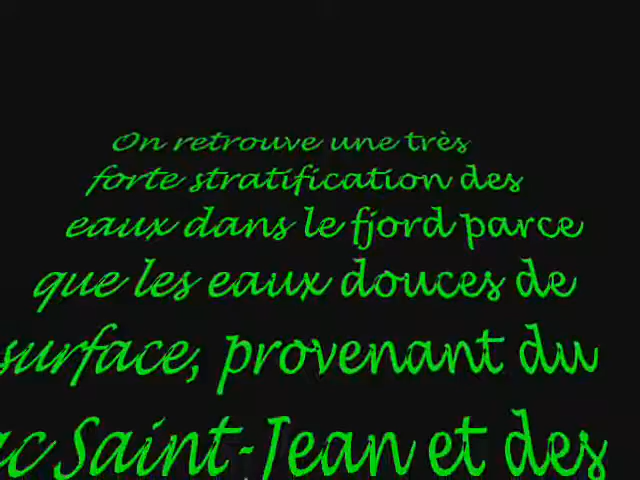 On retrouve une très
forte stratification des
eaux dans le fjord parce
que les eaux douces de
surface, provenant du
Saint-Jean et des